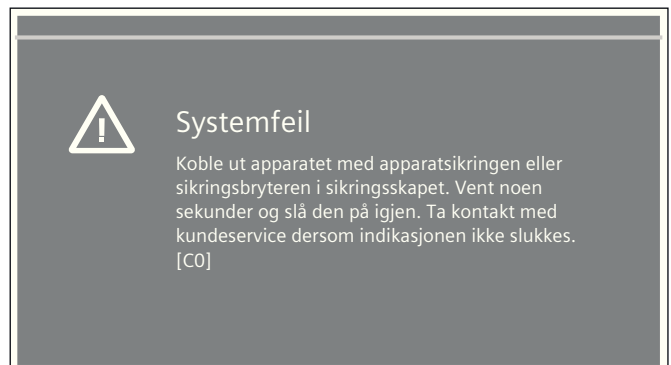 Systemfeil
Koble ut apparatet med apparatsikringen eller
sikringsbryteren i sikringsskapet. Vent noen
sekunder og slå den på igjen. Ta kontakt med
kundeservice dersom indikasjonen ikke slukkes.
[C0]